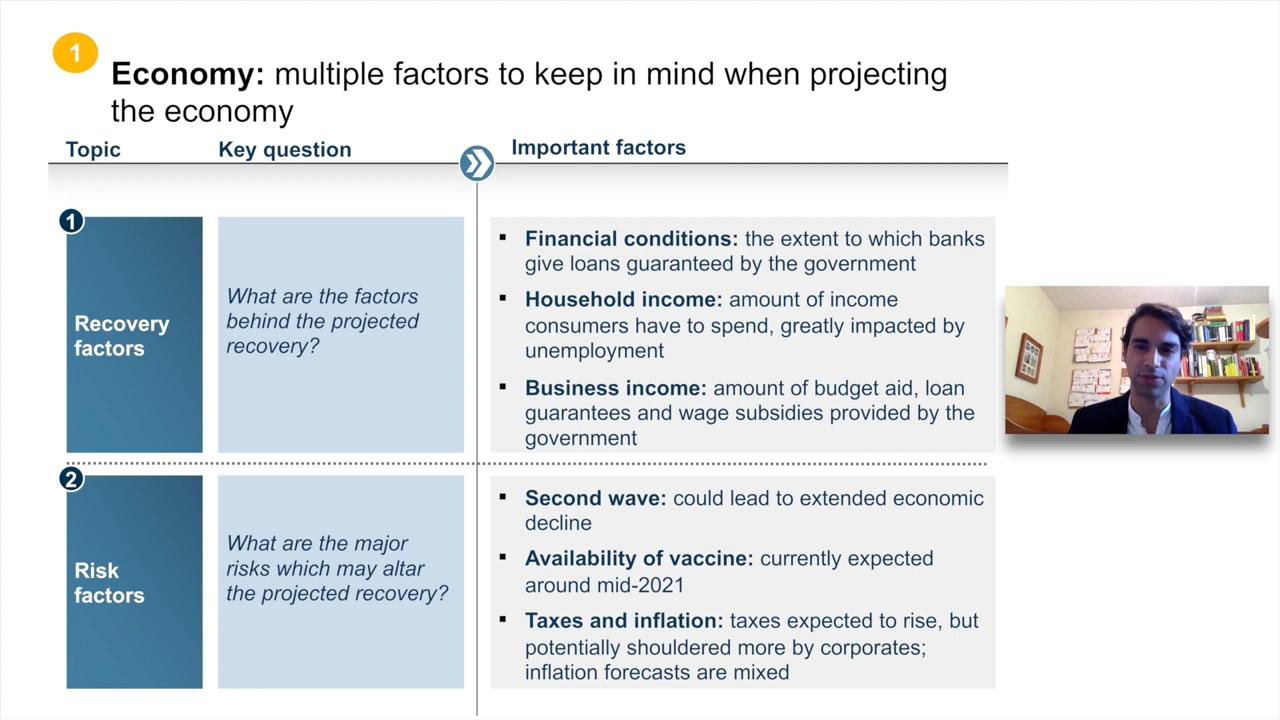 1
Economy: multiple factors to keep in mind when projecting
the economy
Topic
Key question
Important factors
1
Recovery
factors
What are the factors
behind the projected
recovery?
▪ Financial conditions: the extent to which banks
give loans guaranteed by the government
▪ Household income: amount of income
consumers have to spend, greatly impacted by
unemployment
▪ Business income: amount of budget aid, loan
guarantees and wage subsidies provided by the
government
2
Risk
factors
What are the major
risks which may altar
the projected recovery?
▪ Second wave: could lead to extended economic
decline
▪ Availability of vaccine: currently expected
around mid-2021
▪ Taxes and inflation: taxes expected to rise, but
potentially shouldered more by corporates;
inflation forecasts are mixed